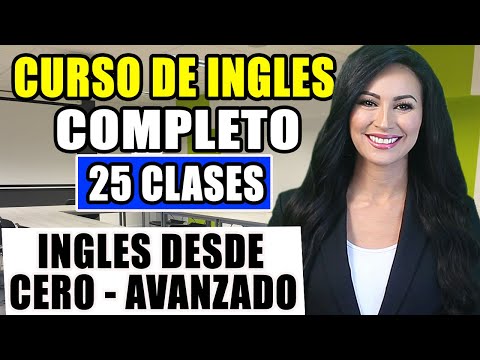 CURSO DE INGLES
COMPLETO
25 CLASES
INGLES DESDE
CERO - AVANZADO